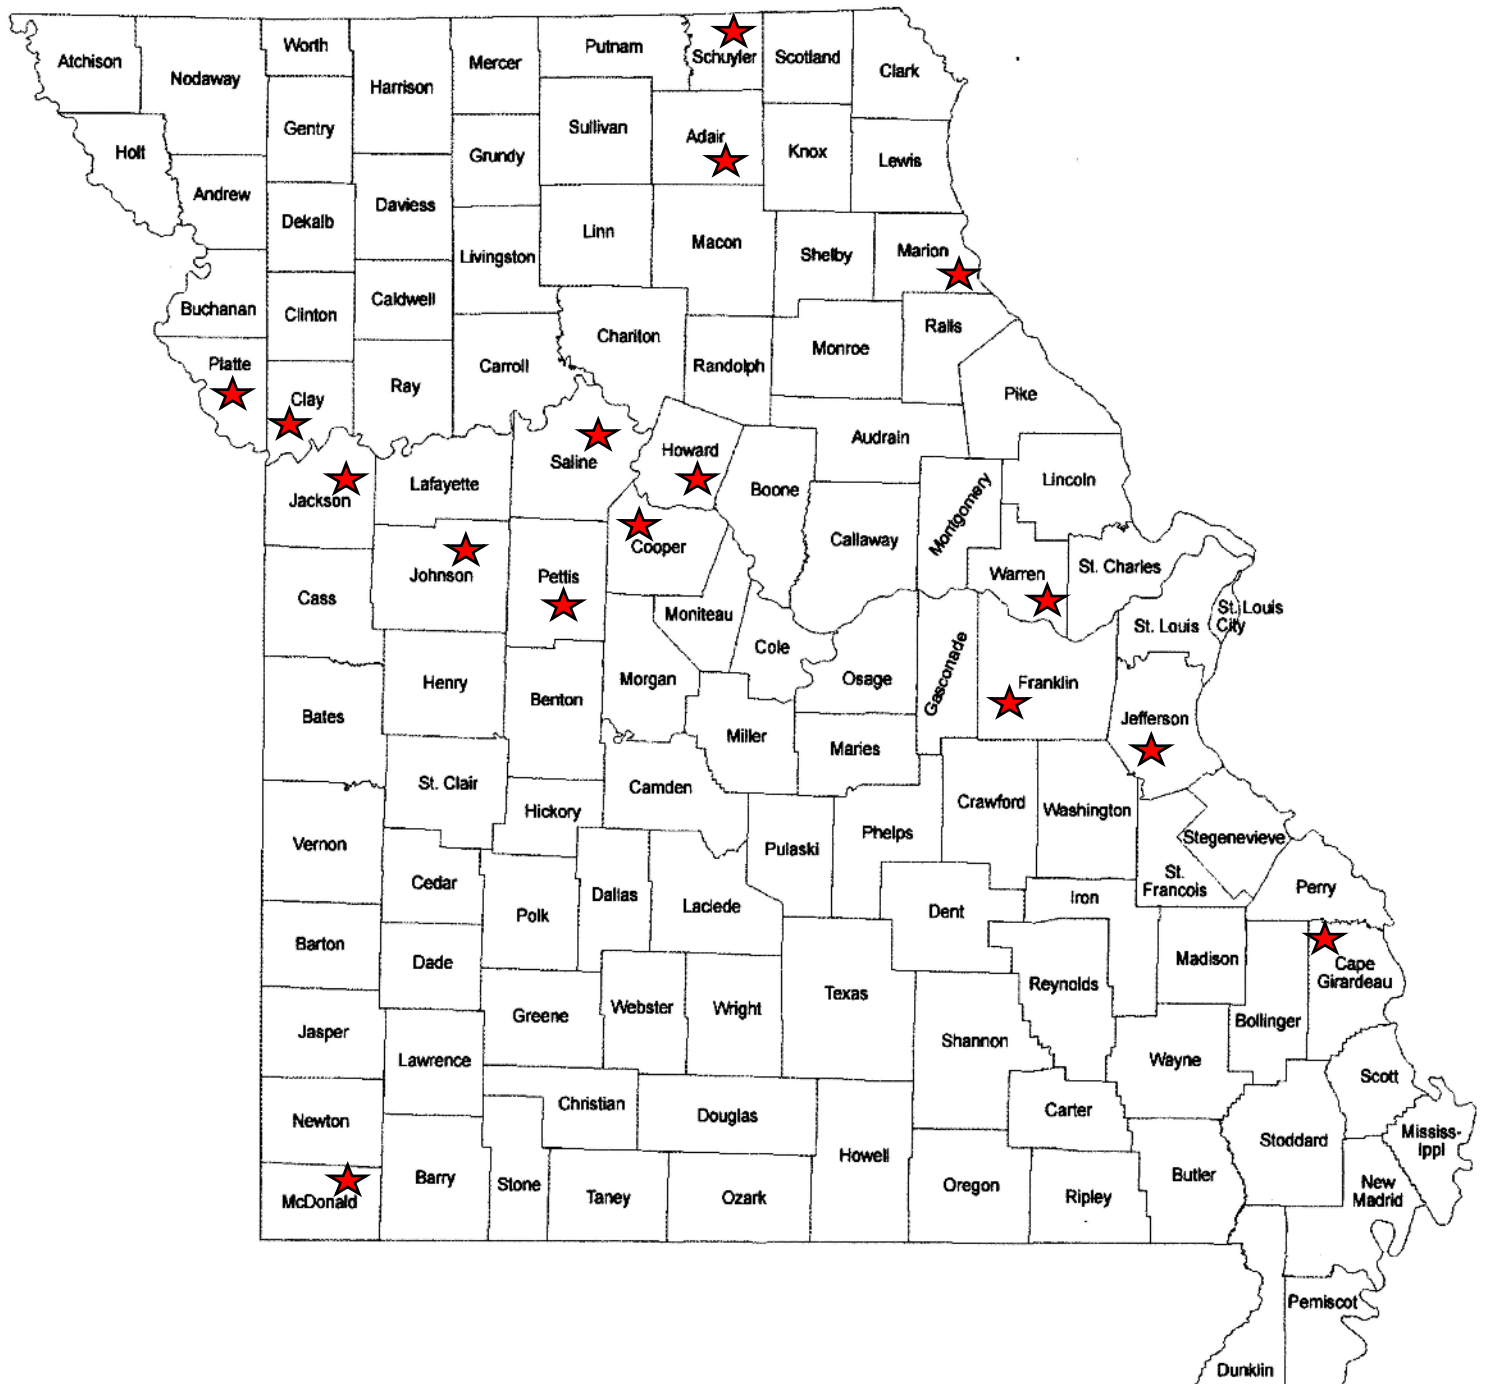 Atchison
Nodaway
Worth
Harrison
Mercer
Putnam
Schuyler
Scotland
Clark
Gentry
Sullivan
Adair
Knox
Lewis
Holt
Grundy
Andrew
Dekalb
Daviess
Linn
Macon
Shelby
Marion
Livingston
Buchanan
Clinton
Caldwell
Chariton
Randolph
Monroe
Ralls
Platte
Clay
Ray
Carroll
Pike
Audrain
Saline
Howard
Boone
Lincoln
Jackson
Lafayette
Montgomery
Cooper
Callaway
Johnson
Pettis
Warren
St. Charles
Cass
Moniteau
St. Louis
St. Louis
City
Cole
Henry
Morgan
Osage
Gasconade
Franklin
Benton
Bates
Miller
Maries
Jefferson
St. Clair
Camden
Hickory
Crawford
Washington
Phelps
Pulaski
Stegenevieve
Vernon
Cedar
Dallas
Laclede
Polk
Dent
Iron
St.
Francois
Perry
Barton
Dade
Texas
Reynolds
Madison
Cape
Girardeau
Jasper
Greene
Webster
Wright
Shannon
Bollinger
Lawrence
Wayne
Scott
Newton
Christian
Douglas
Carter
Stoddard
Mississ-
ippi
McDonald
Barry
Stone
Taney
Ozark
Howell
Oregon
Ripley
Butler
New
Madrid
Pemiscot
Dunklin